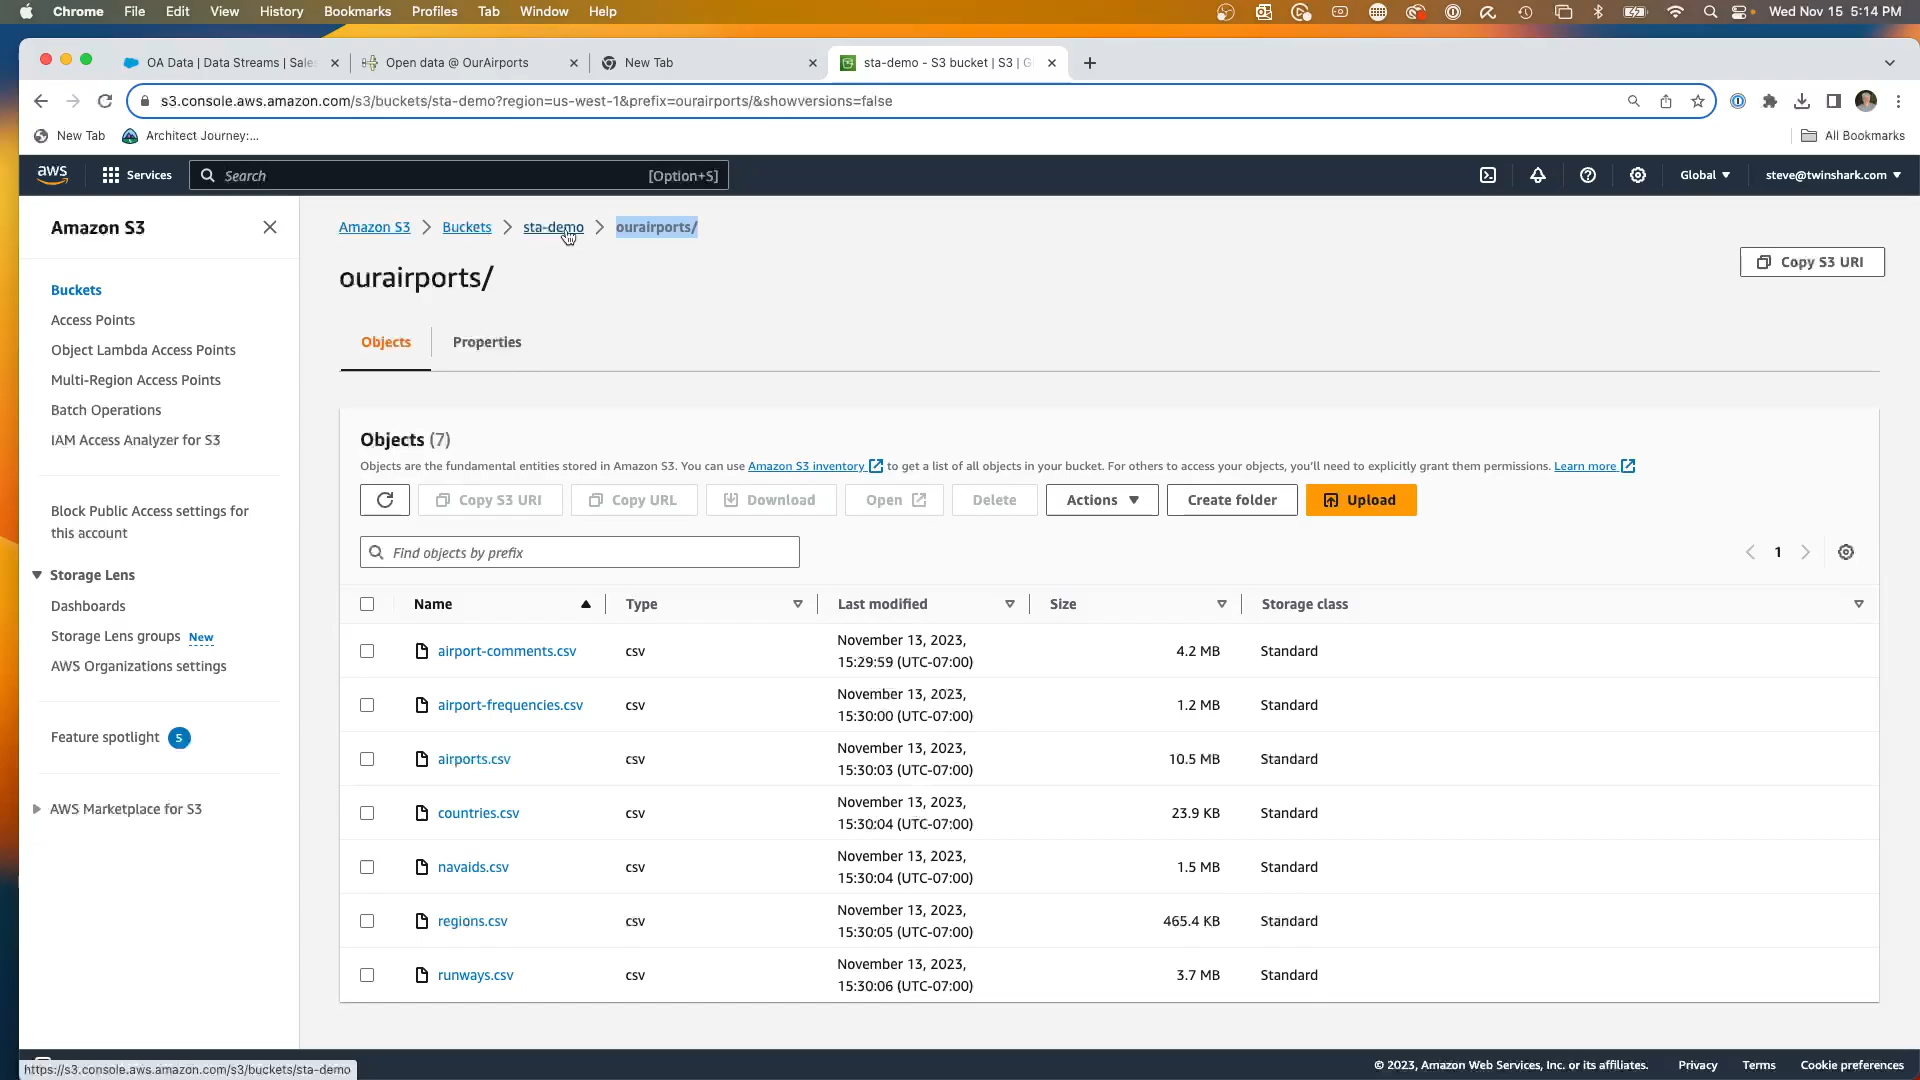 Chrome File Edit View History Bookmarks Profiles Tab Window Help Wed Nov 15 5:14 PM
OA Data | Data Streams | Sales Open data @ OurAirports New Tab sta-demo - S3 bucket | S3 | G
s3.console.aws.amazon.com/s3/buckets/sta-demo?region=us-west-1&prefix=ourairports/&showversions=false
New Tab Architect Journey:... All Bookmarks
aws Services Search [Option+S] Global steve@twinshark.com
Amazon S3
Buckets
Access Points
Object Lambda Access Points
Multi-Region Access Points
Batch Operations
IAM Access Analyzer for S3
Block Public Access settings for
this account
Storage Lens
Dashboards
Storage Lens groups New
AWS Organizations settings
Feature spotlight 5
AWS Marketplace for S3
Amazon S3 Buckets sta-demo ourairports/
ourairports/
Copy S3 URI
Objects Properties
Objects (7)
Objects are the fundamental entities stored in Amazon S3. You can use Amazon S3 inventory to get a list of all objects in your bucket. For others to access your objects, you'll need to explicitly grant them permissions. Learn more
Copy S3 URI Copy URL Download Open Delete Actions Create folder Upload
Find objects by prefix 1
Name Type Last modified Size Storage class
airport-comments.csv csv November 13, 2023, 4.2 MB Standard
15:29:59 (UTC-07:00)
airport-frequencies.csv csv November 13, 2023, 1.2 MB Standard
15:30:00 (UTC-07:00)
airports.csv csv November 13, 2023, 10.5 MB Standard
15:30:03 (UTC-07:00)
countries.csv csv November 13, 2023, 23.9 KB Standard
15:30:04 (UTC-07:00)
navaids.csv csv November 13, 2023, 1.5 MB Standard
15:30:04 (UTC-07:00)
regions.csv csv November 13, 2023, 465.4 KB Standard
15:30:05 (UTC-07:00)
runways.csv csv November 13, 2023, 3.7 MB Standard
15:30:06 (UTC-07:00)
https://s3.console.aws.amazon.com/s3/buckets/sta-demo
© 2023, Amazon Web Services, Inc. or its affiliates. Privacy Terms Cookie preferences